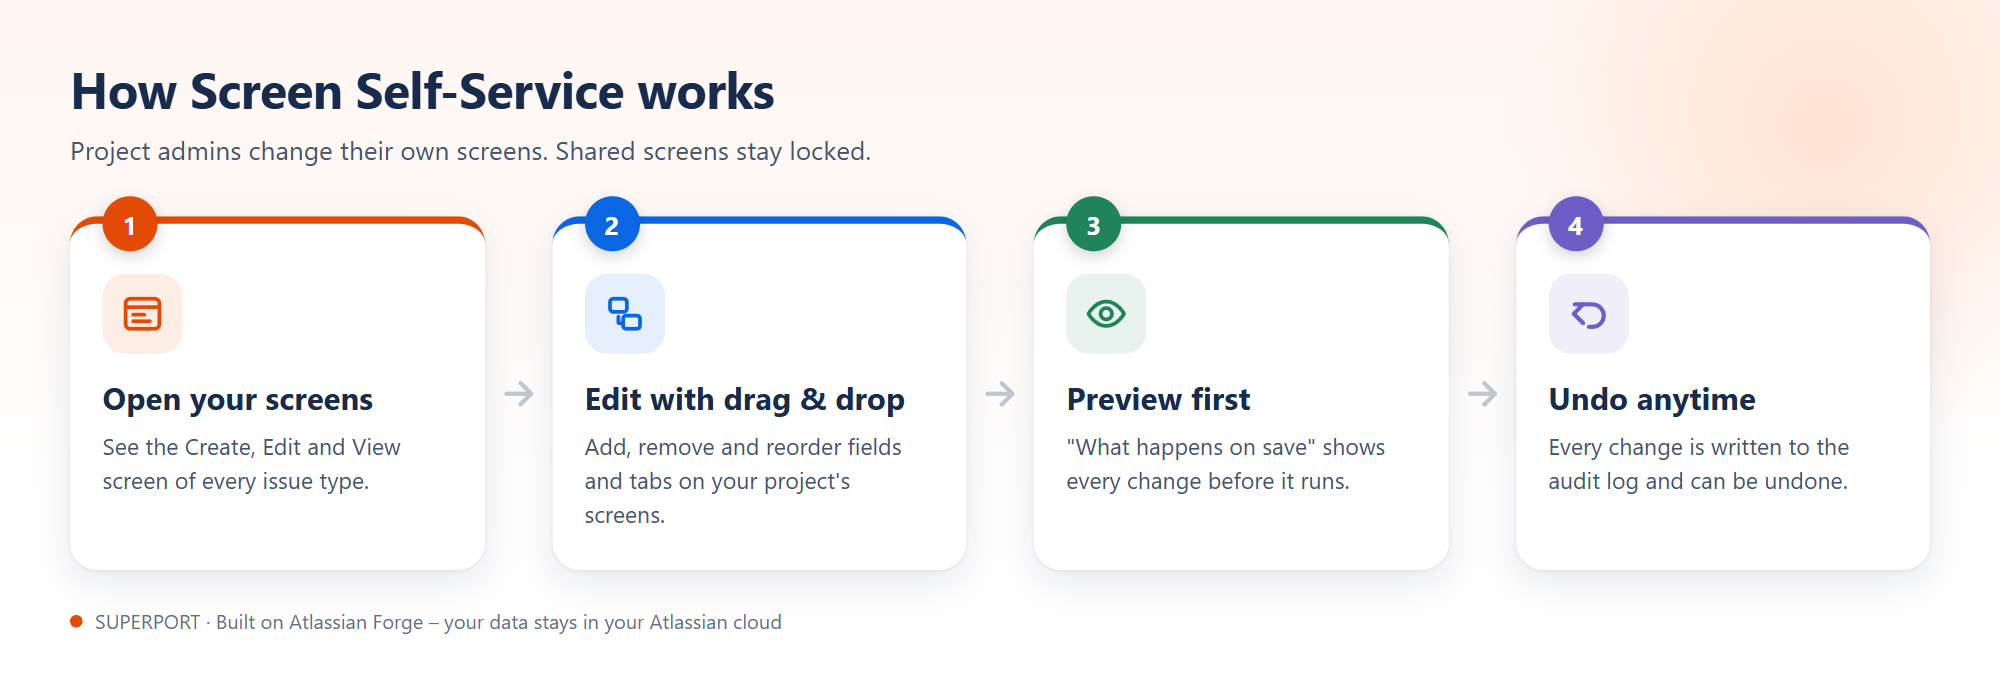 How Screen Self-Service works
Project admins change their own screens. Shared screens stay locked.
1
Open your screens
See the Create, Edit and View
screen of every issue type.
2
Edit with drag & drop
Add, remove and reorder fields
and tabs on your project's
screens.
3
Preview first
"What happens on save" shows
every change before it runs.
4
Undo anytime
Every change is written to the
audit log and can be undone.
SUPERPORT · Built on Atlassian Forge – your data stays in your Atlassian cloud